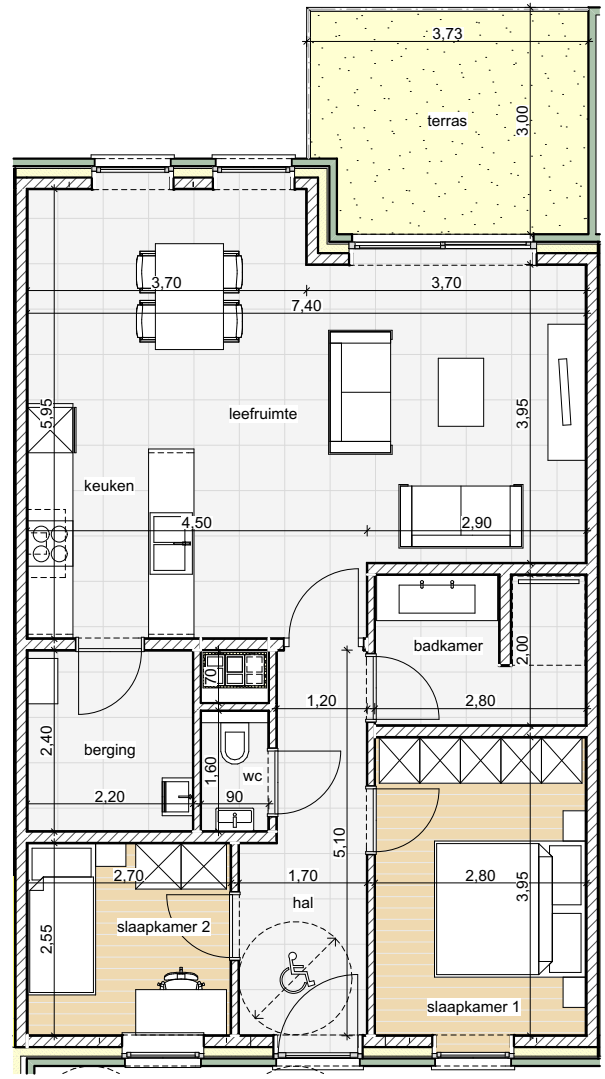 3,73
terras
3,00
3,70
3,70
7,40
5,95
leefruimte
3,95
keuken
4,50
2,90
badkamer
2,00
70
1,20
2,80
2,40
berging
1,60
wc
2,20
90
5,10
2,70
1,70
2,80
3,95
hal
slaapkamer 2
2,55
slaapkamer 1